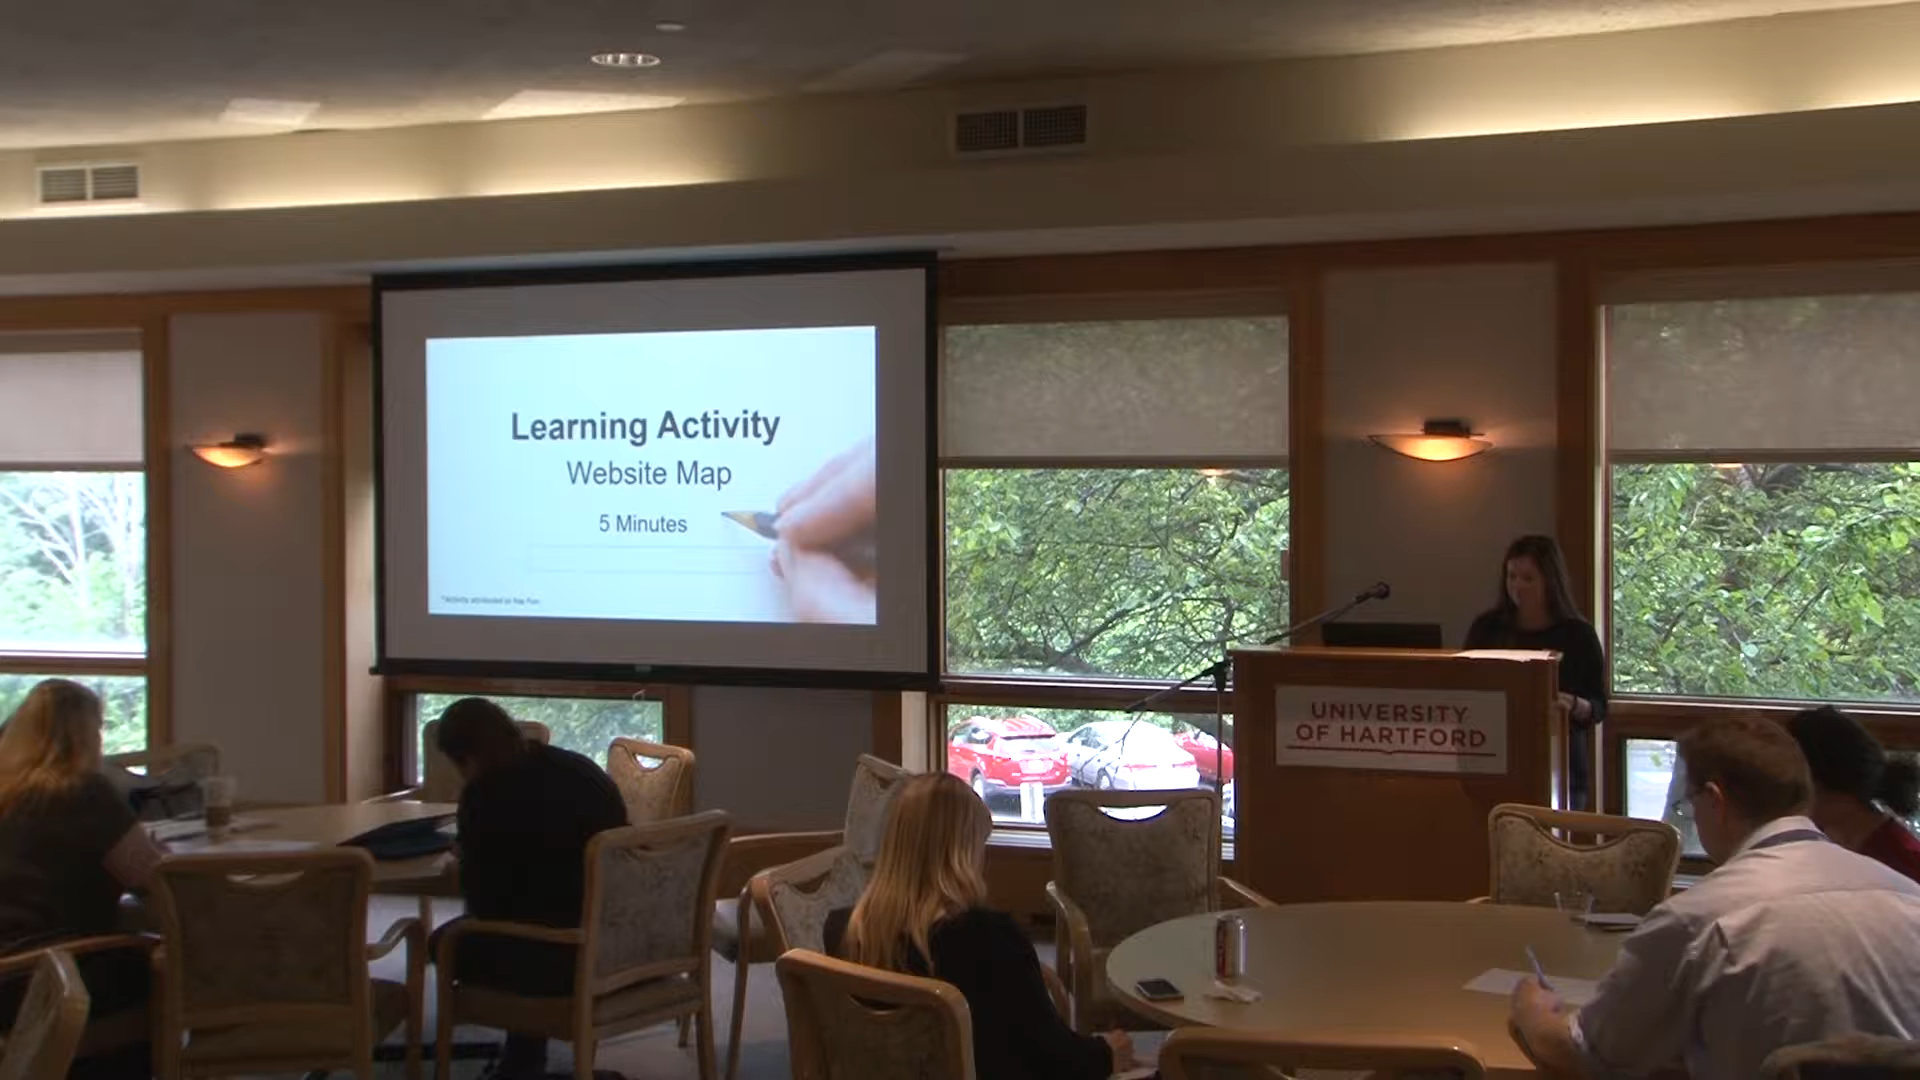 Learning Activity
Website Map
5 Minutes
UNIVERSITY
OF HARTFORD